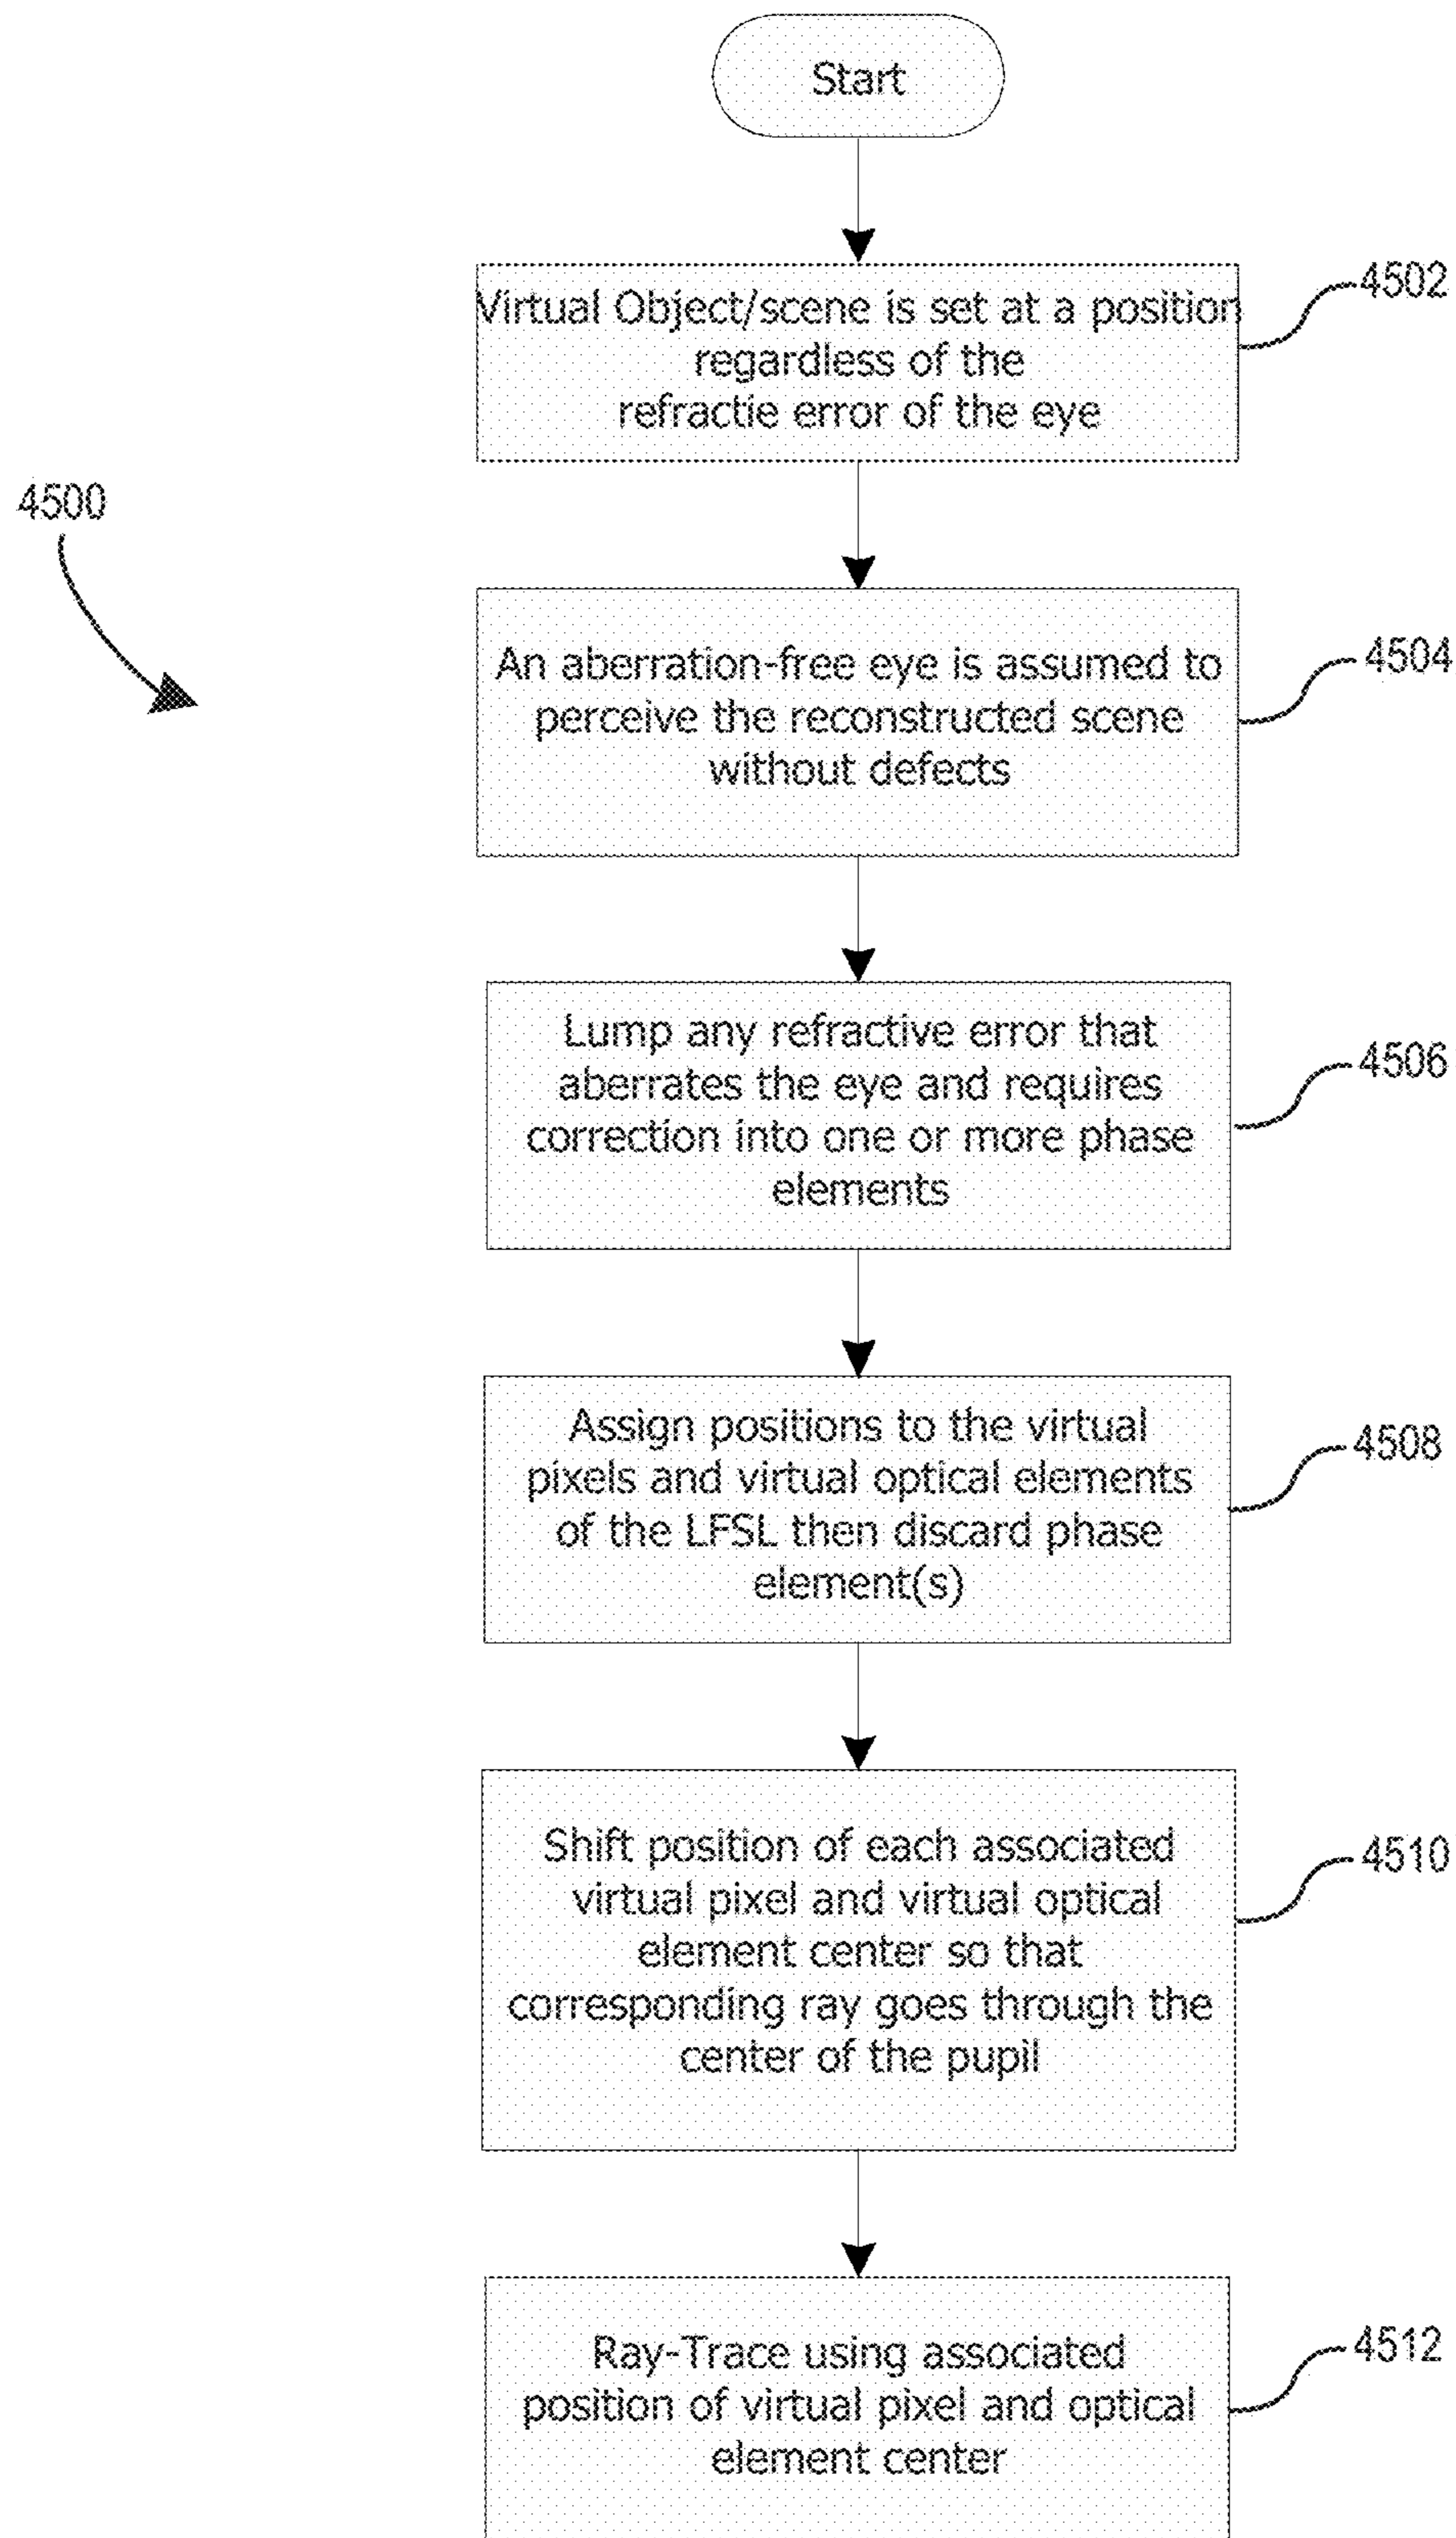 Start
Virtual Object/scene is set at a position
regardless of the
refractie error of the eye
4502
4500
An aberration-free eye is assumed to
perceive the reconstructed scene
without defects
4504
Lump any refractive error that
aberrates the eye and requires
correction into one or more phase
elements
4506
Assign positions to the virtual
pixels and virtual optical elements
of the LFSL then discard phase
element(s)
4508
Shift position of each associated
virtual pixel and virtual optical
element center so that
corresponding ray goes through the
center of the pupil
4510
Ray-Trace using associated
position of virtual pixel and optical
element center
4512